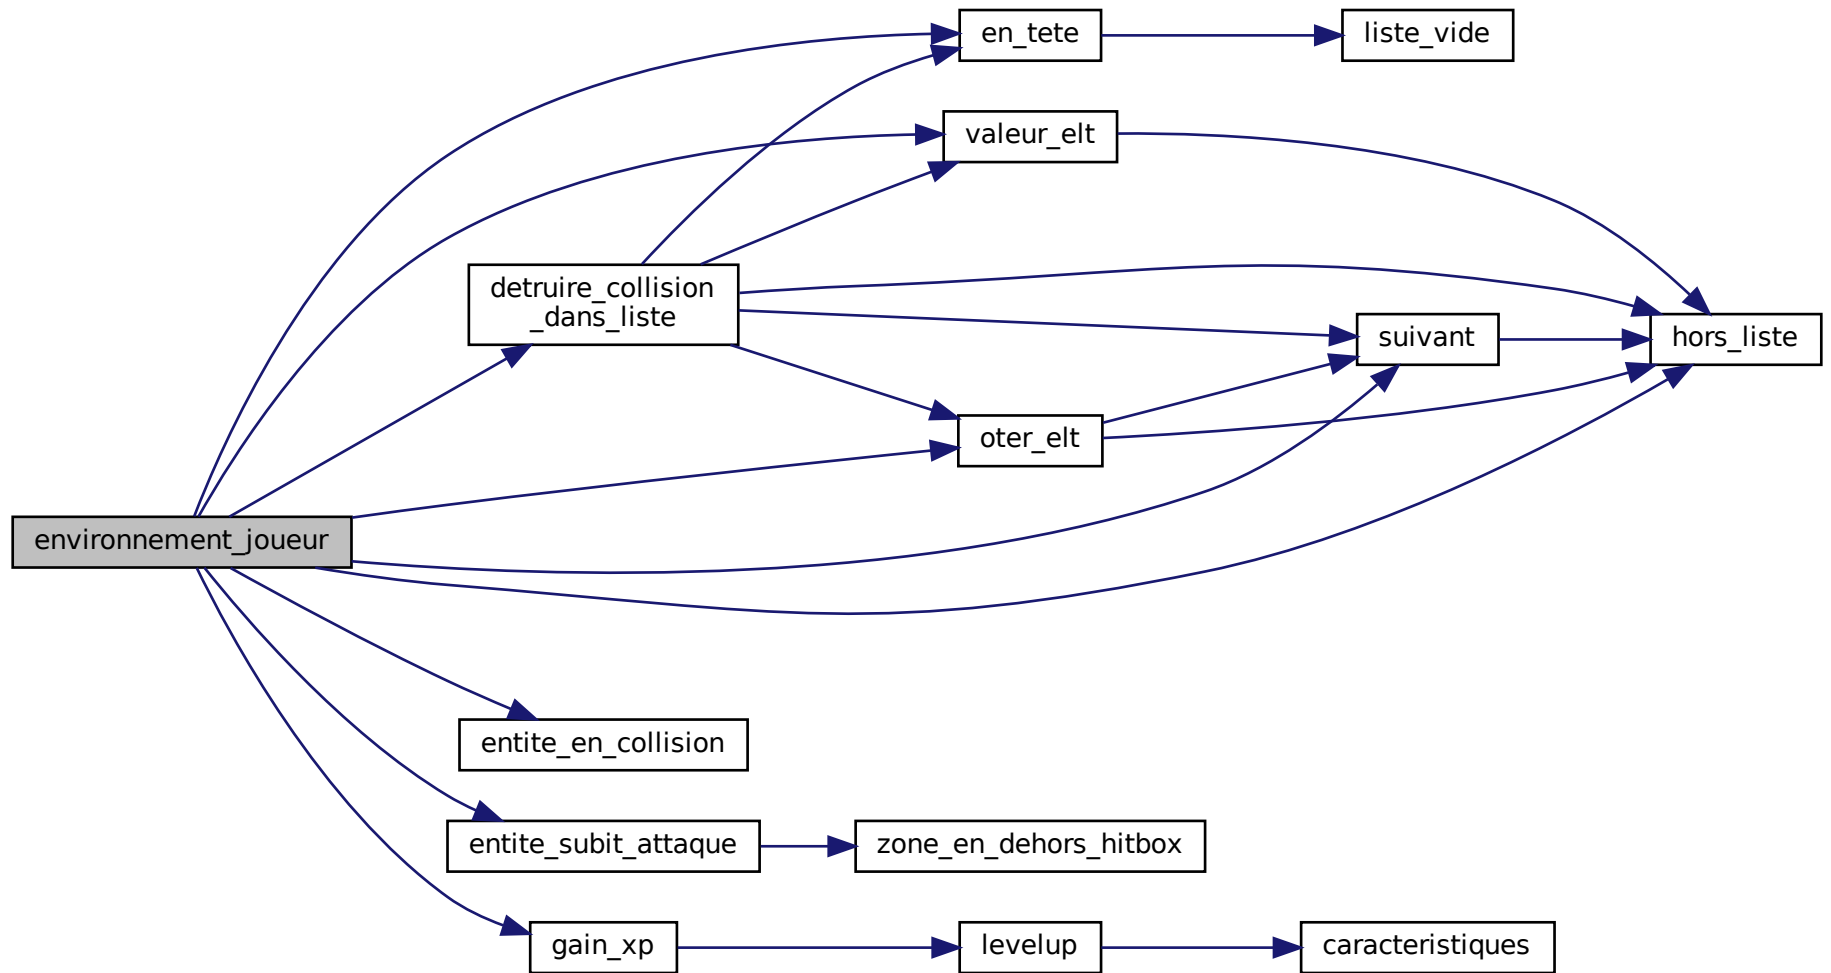 en_tete
liste_vide
valeur_elt
detruire_collision
_dans_liste
suivant
hors_liste
oter_elt
environnement_joueur
entite_en_collision
entite_subit_attaque
zone_en_dehors_hitbox
gain_xp
levelup
caracteristiques